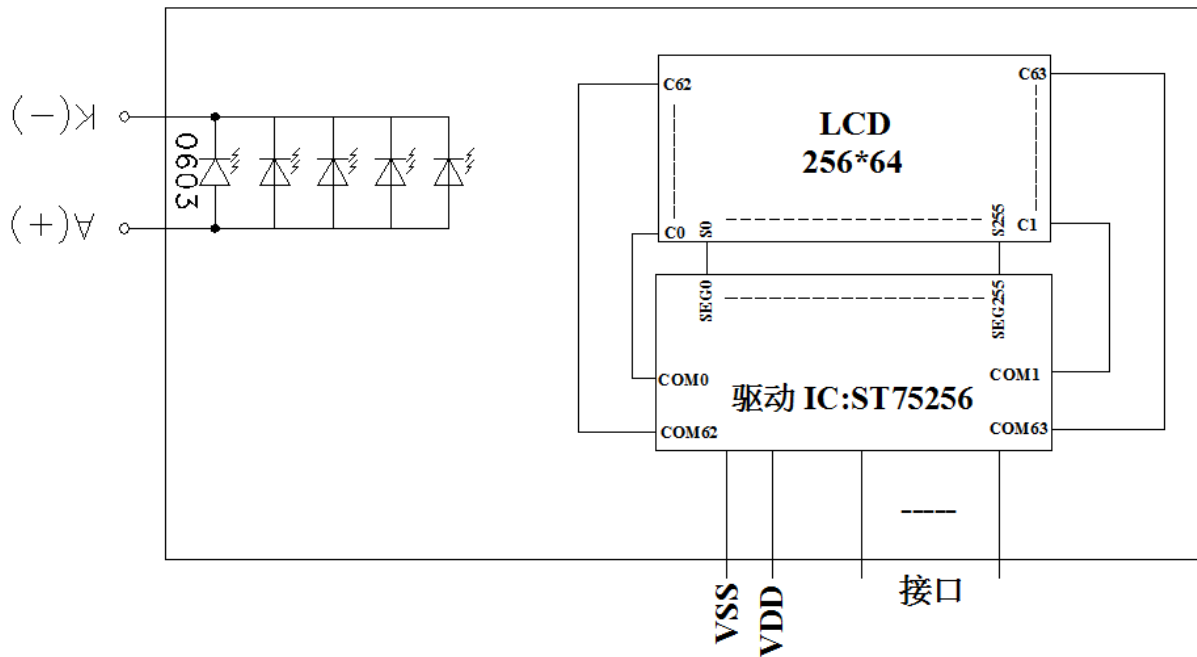 K(-)
A(+)
0603
C62
C63
LCD
256*64
C0
S0
S255
C1
SEG0
SEG255
COM0
COM1
驱动 IC:ST75256
COM62
COM63
VSS
VDD
接口